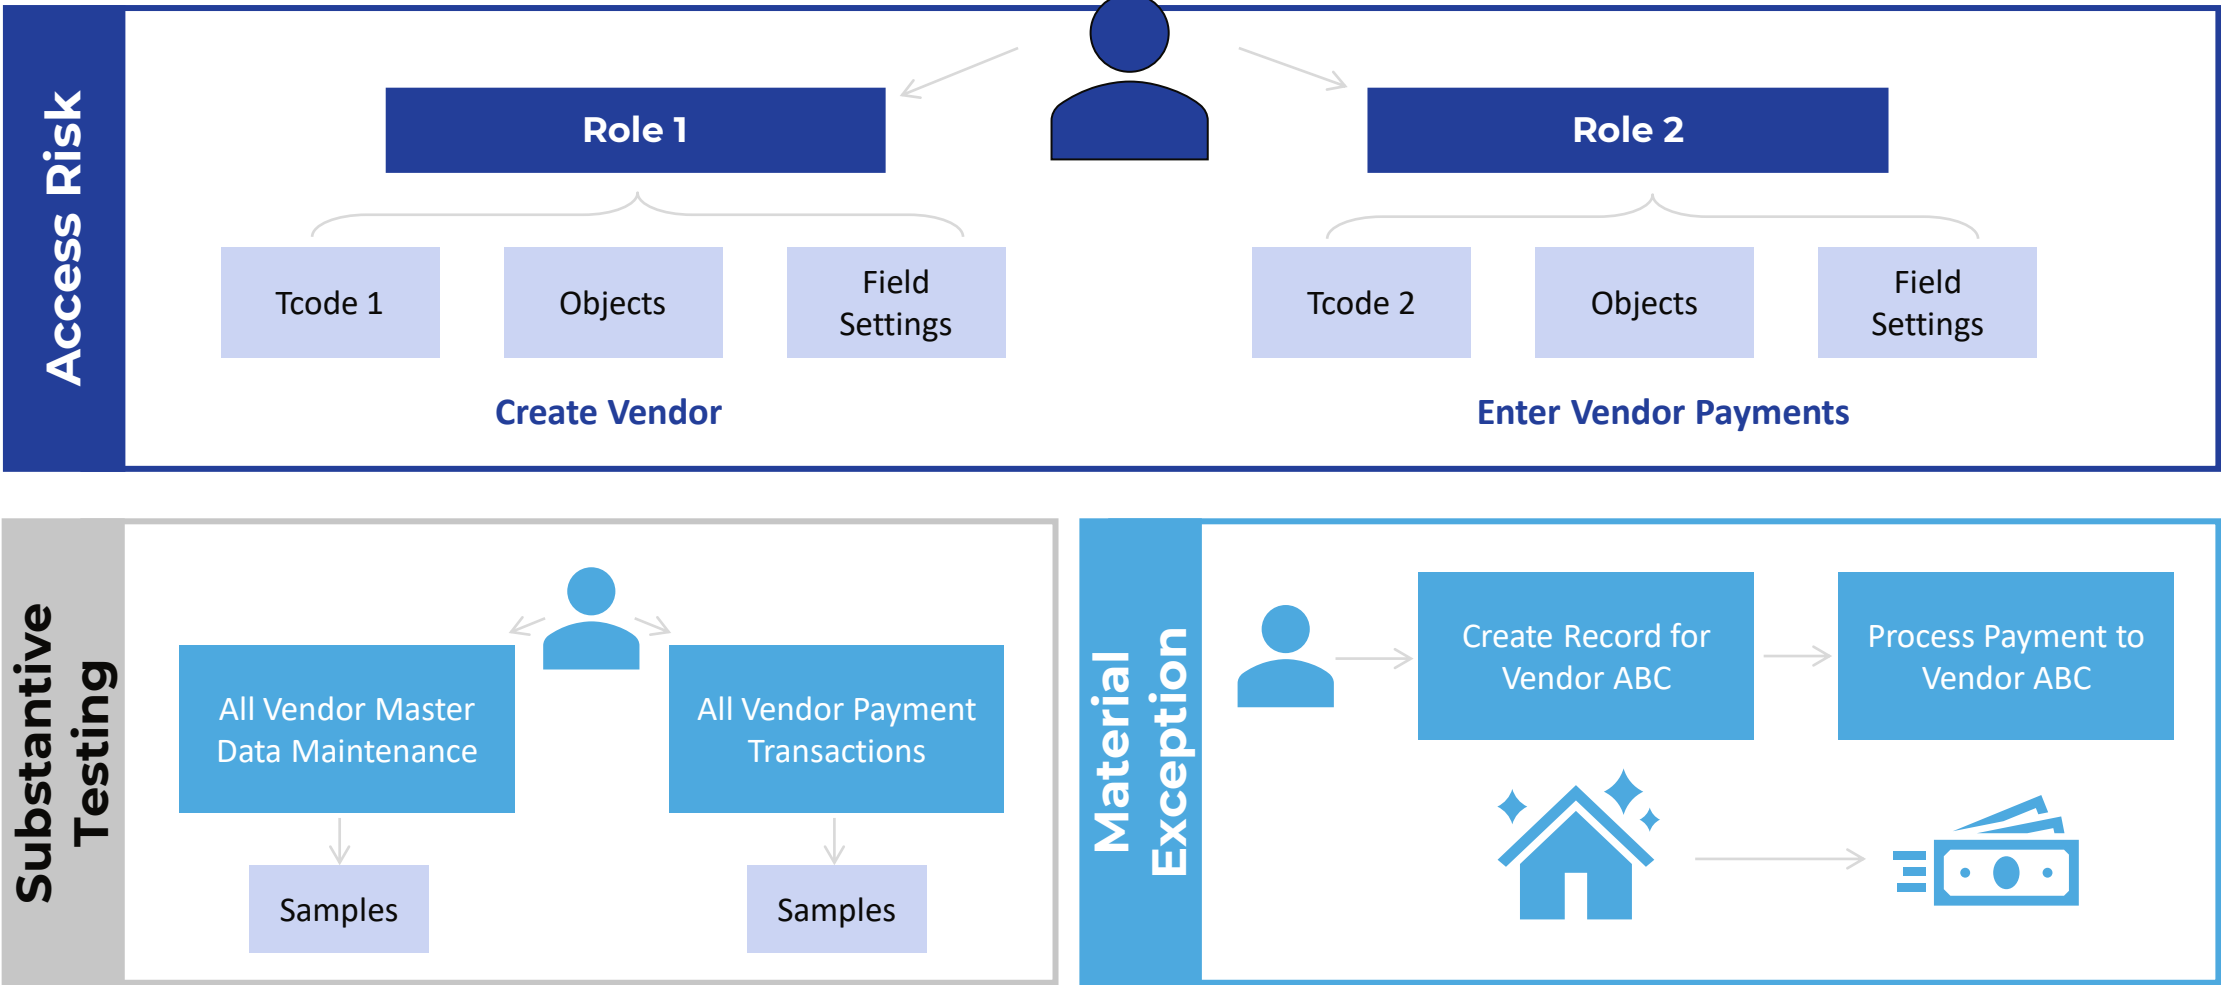 Access Risk
Role 1
Role 2
Tcode 1
Objects
Field
Settings
Tcode 2
Objects
Field
Settings
Create Vendor
Enter Vendor Payments
Substantive
Testing
All Vendor Master
Data Maintenance
All Vendor Payment
Transactions
Samples
Samples
Material
Exception
Create Record for
Vendor ABC
Process Payment to
Vendor ABC